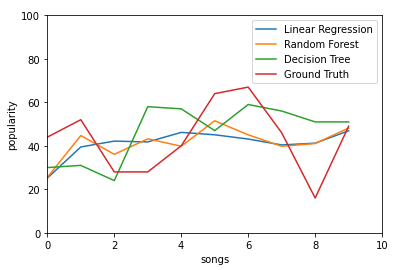 100
80
60
40
20
0
popularity
Linear Regression
Random Forest
Decision Tree
Ground Truth
0 2 4 6 8 10
songs